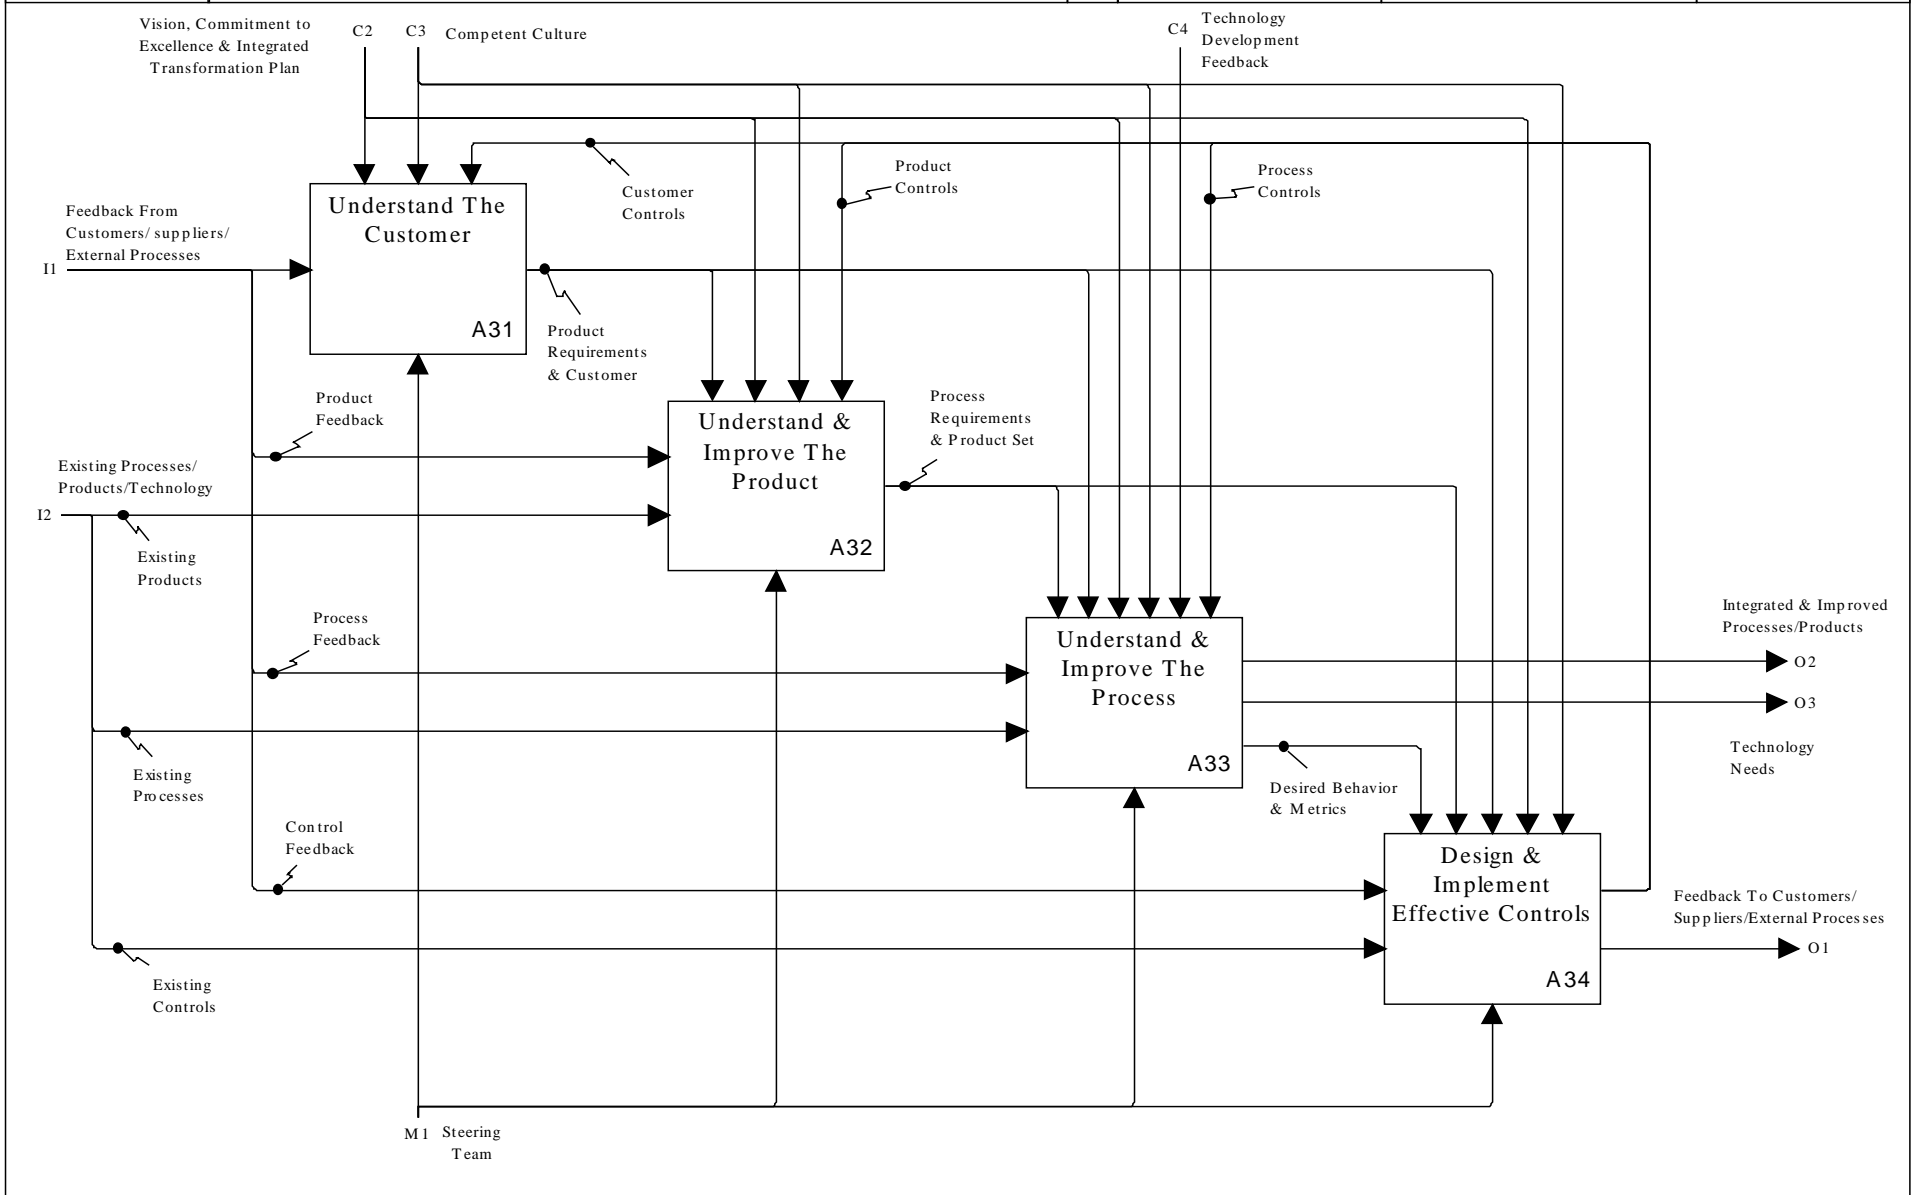 Vision, Commitment to
Excellence & Integrated
Transformation Plan
C2
C3
Competent Culture
C4
Technology
Development
Feedback
Customer
Controls
Product
Controls
Process
Controls
Feedback From
Customers/suppliers/
External Processes
I1
Understand The
Customer
A31
Product
Requirements
& Customer
Product
Feedback
Understand &
Improve The
Product
A32
Process
Requirements
& Product Set
Existing Processes/
Products/Technology
I2
Existing
Products
Process
Feedback
Understand &
Improve The
Process
A33
Integrated & Improved
Processes/Products
O2
O3
Technology
Needs
Existing
Processes
Desired Behavior
& Metrics
Control
Feedback
Design &
Implement
Effective Controls
A34
Feedback To Customers/
Suppliers/External Processes
O1
Existing
Controls
M1
Steering
Team